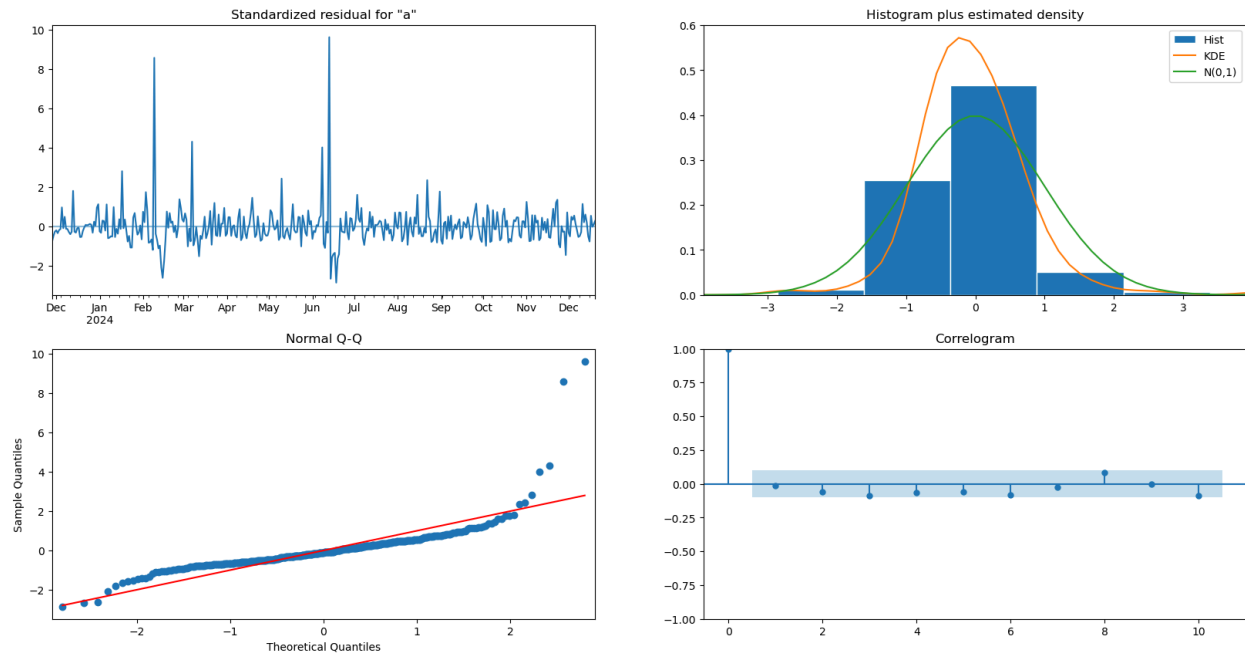 Standardized residual for "a"
10
8
6
4
2
0
−2
Dec Jan Feb Mar Apr May Jun Jul Aug Sep Oct Nov Dec
2024
Histogram plus estimated density
0.6
0.5
0.4
0.3
0.2
0.1
0.0
−3 −2 −1 0 1 2 3
Hist
KDE
N(0,1)
Normal Q-Q
Sample Quantiles
10
8
6
4
2
0
−2
−2 −1 0 1 2
Theoretical Quantiles
Correlogram
1.00
0.75
0.50
0.25
0.00
−0.25
−0.50
−0.75
−1.00
0 2 4 6 8 10